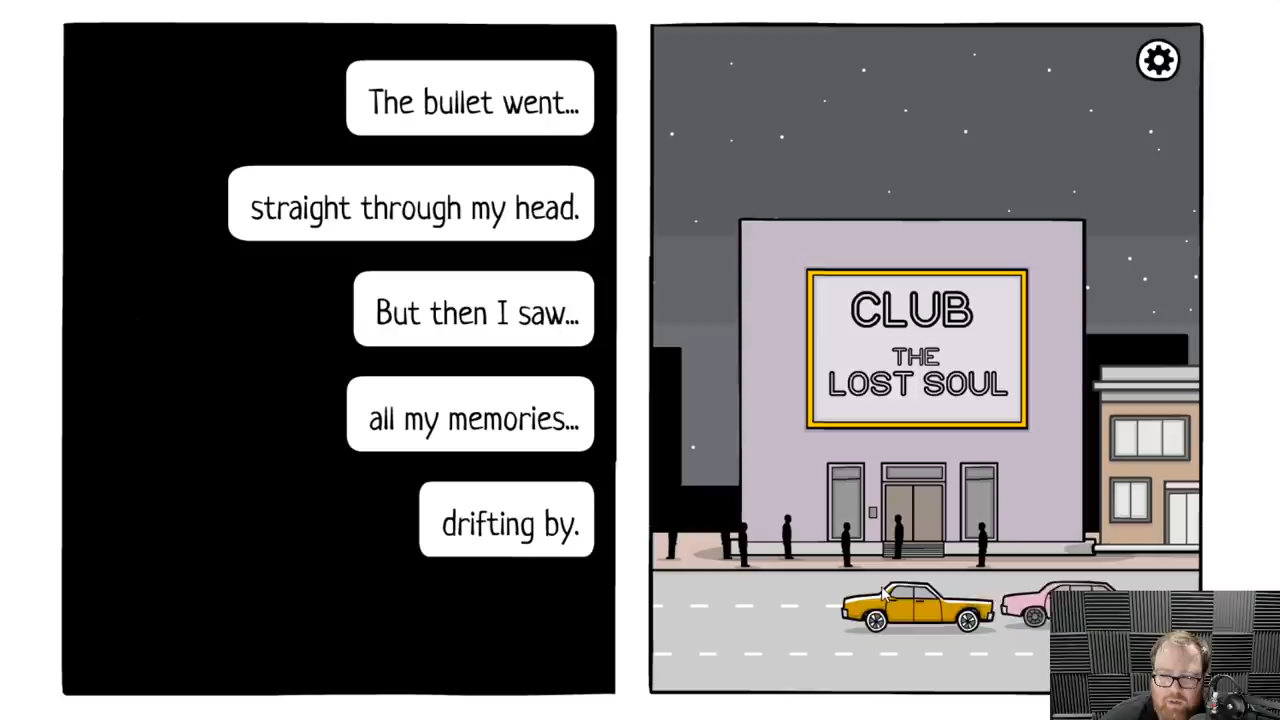 The bullet went...
straight through my head.
But then I saw...
all my memories...
drifting by.
CLUB
THE
LOST SOUL